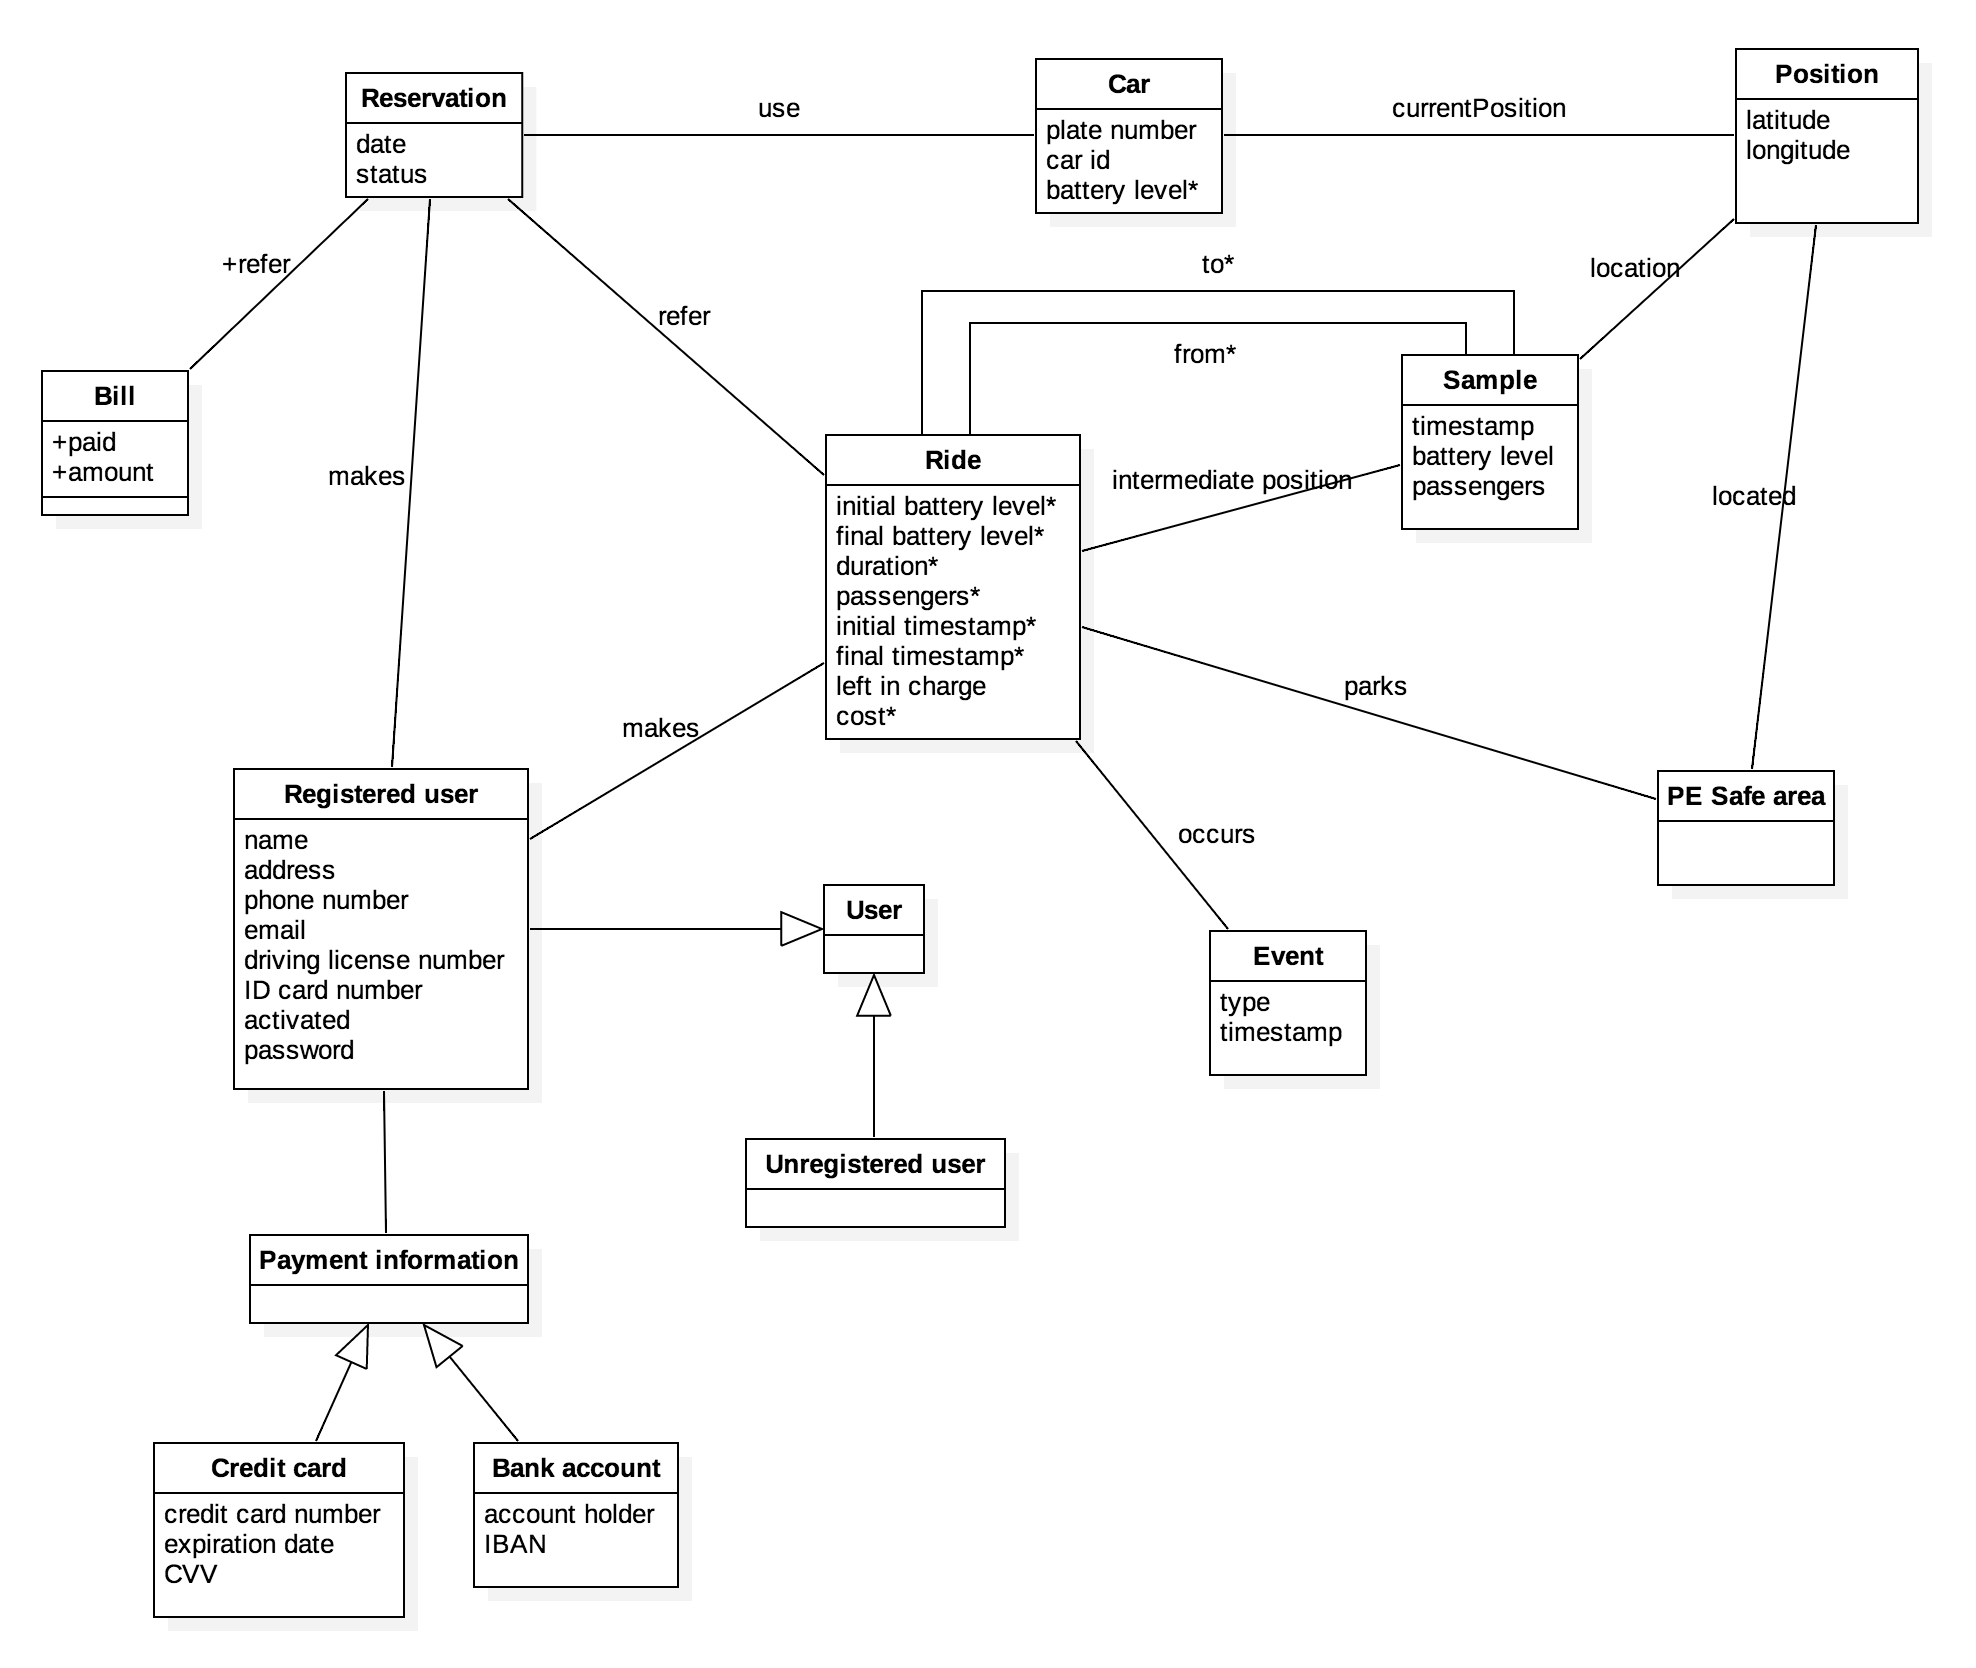 Reservation
date
status
use
Car
plate number
car id
battery level*
currentPosition
Position
latitude
longitude
+refer
refer
to*
from*
location
Bill
+paid
+amount
makes
Ride
initial battery level*
final battery level*
duration*
passengers*
initial timestamp*
final timestamp*
left in charge
cost*
intermediate position
Sample
timestamp
battery level
passengers
located
parks
makes
Registered user
name
address
phone number
email
driving license number
ID card number
activated
password
User
occurs
PE Safe area
Event
type
timestamp
Unregistered user
Payment information
Credit card
credit card number
expiration date
CVV
Bank account
account holder
IBAN